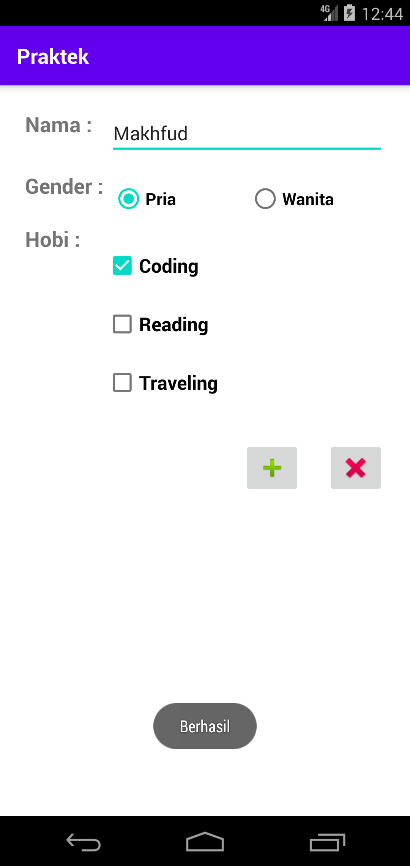 4G 12:44
Praktek
Nama :
Makhfud
Gender :
Pria
Wanita
Hobi :
Coding
Reading
Traveling
Berhasil